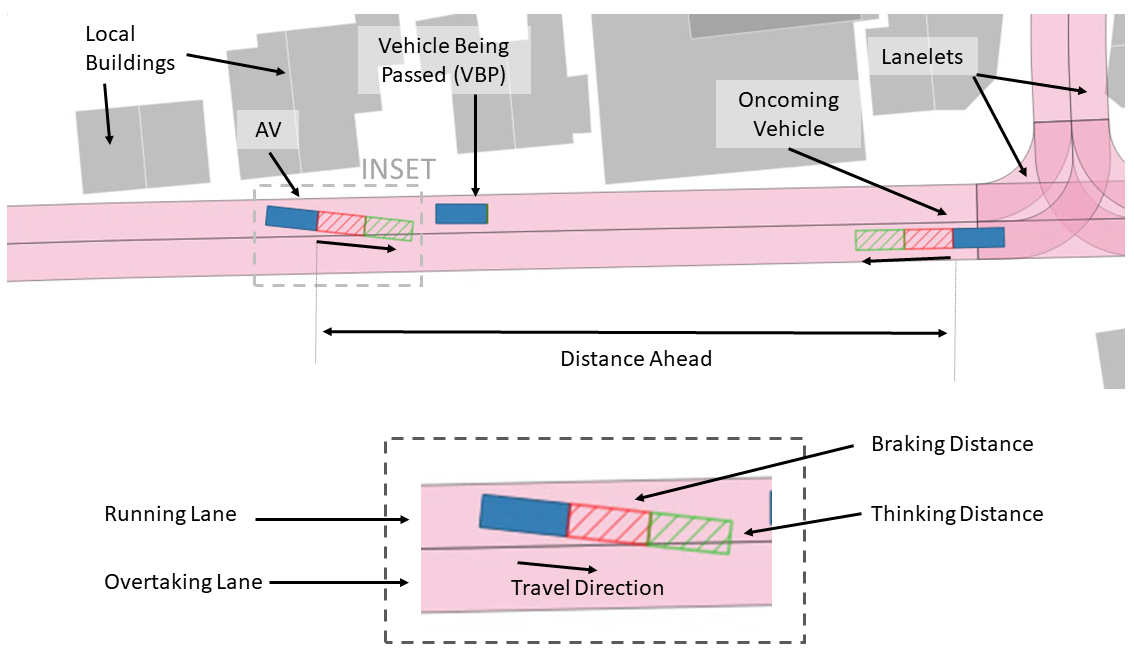 Local
Buildings
Vehicle Being
Passed (VBP)
Lanelets
Oncoming
Vehicle
AV
INSET
Distance Ahead
Braking Distance
Running Lane
Thinking Distance
Overtaking Lane
Travel Direction